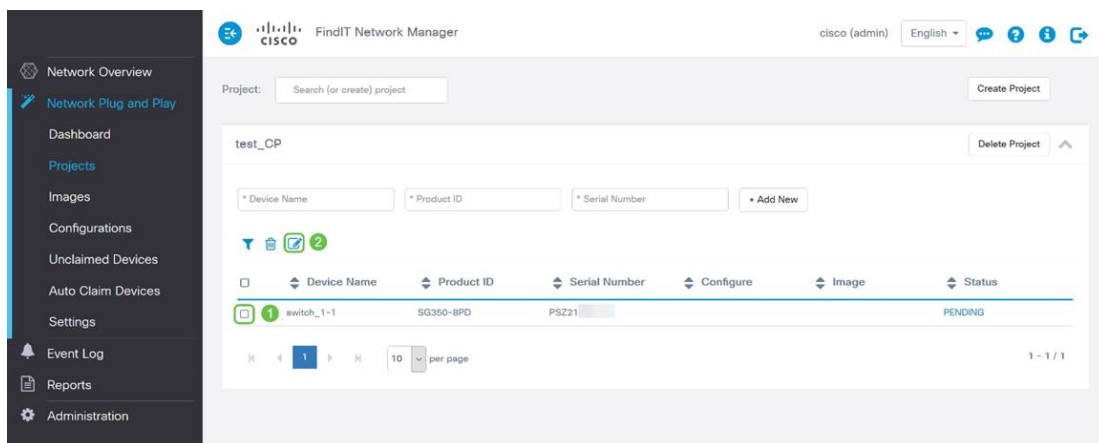 CISCO FindIT Network Manager cisco (admin) English
Network Overview
Network Plug and Play
Dashboard
Projects
Images
Configurations
Unclaimed Devices
Auto Claim Devices
Settings
Event Log
Reports
Administration
Project: Search (or create) project Create Project
test_CP Delete Project
* Device Name * Product ID * Serial Number + Add New
2
Device Name Product ID Serial Number Configure Image Status
1 switch_1-1 SG350-8PD PSZ21 PENDING
1 10 per page 1 - 1 / 1